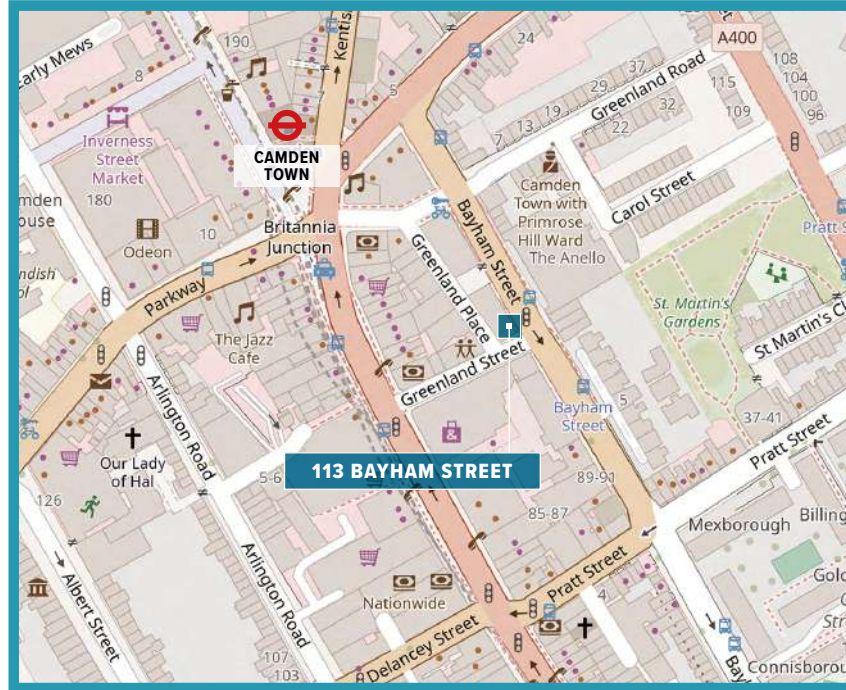 190
24
Kentis
A400
Early Mews
8
5
37
29
19
13
7
Greenland Road
108
104
100
96
115
109
32
22
Inverness
Street
Market
CAMDEN
TOWN
180
mden
ouse
10
Odeon
Britannia
Junction
Bayham Street
Camden
Town with
Primrose
Hill Ward
The Anello
Carol Street
Pratt S
ndish
ol
Parkway
Greenland Place
St. Martin's
Gardens
The Jazz
Cafe
Greenland Street
St Martin's Cl
Arlington Road
Bayham
Street
5
37-41
Our Lady
of Hal
5-6
113 BAYHAM STREET
Pratt Street
89-91
85-87
126
Mexborough
Billing
Albert Street
Arlington Road
Nationwide
Pratt Street
4
Gold
Str
Delancey Street
107
103
Bay
Connisborou